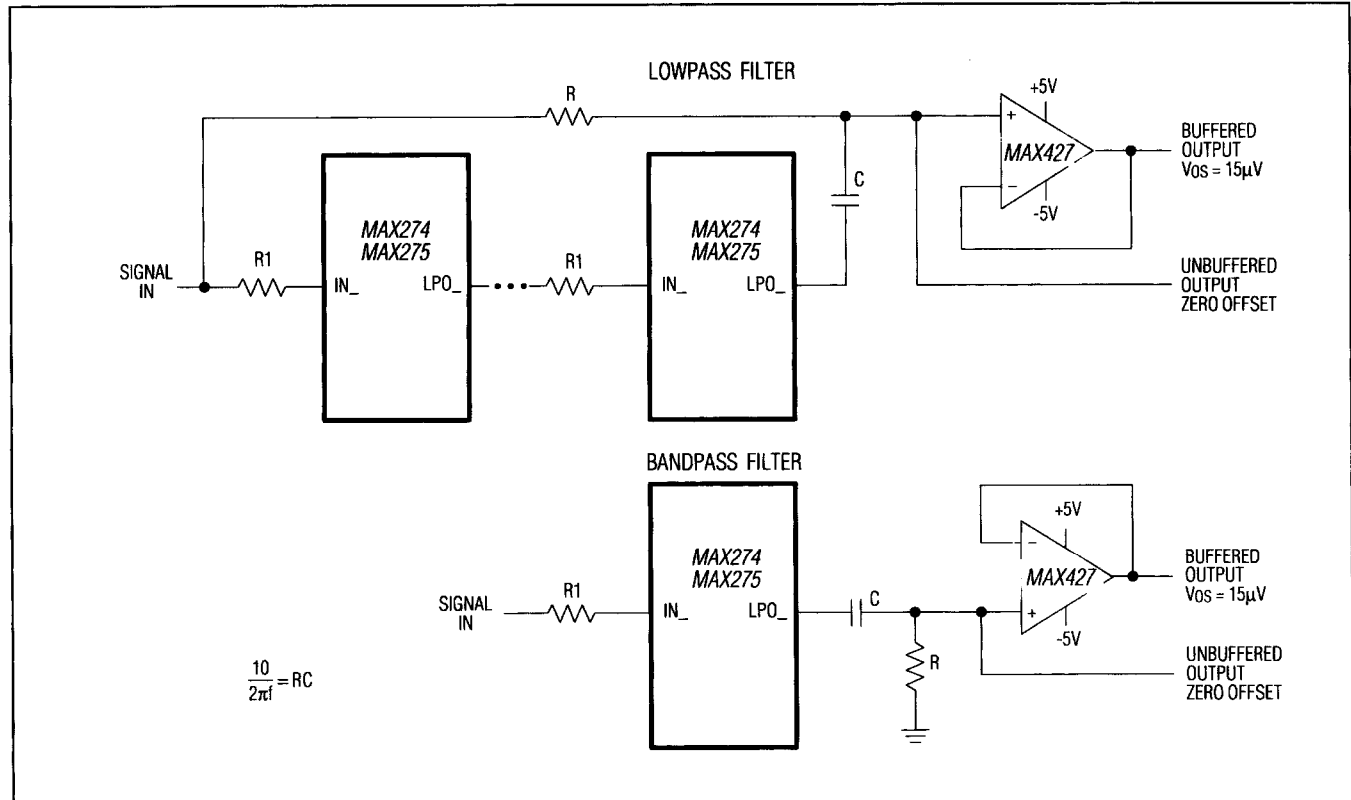 LOWPASS FILTER
R
+5V
+
MAX427
−
-5V
BUFFERED
OUTPUT
VOS = 15µV
C
MAX274
MAX275
MAX274
MAX275
SIGNAL
IN
R1
IN_
LPO_
•••
R1
IN_
LPO_
UNBUFFERED
OUTPUT
ZERO OFFSET
BANDPASS FILTER
MAX274
MAX275
SIGNAL
IN
R1
IN_
LPO_
C
R
+5V
−
MAX427
+
-5V
BUFFERED
OUTPUT
VOS = 15µV
UNBUFFERED
OUTPUT
ZERO OFFSET
10/2πf = RC